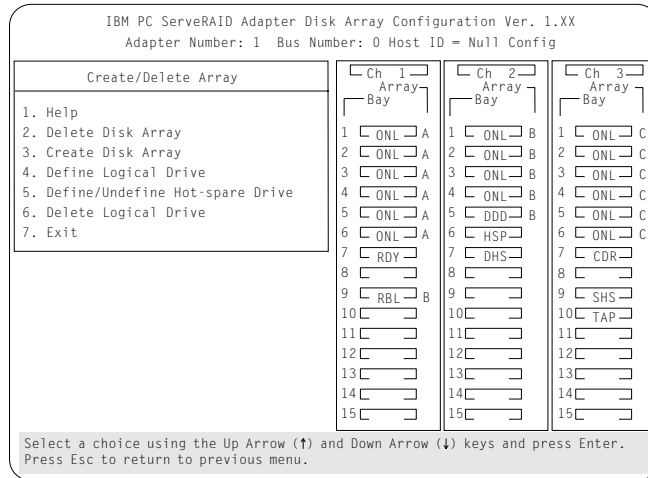 IBM PC ServeRAID Adapter Disk Array Configuration Ver. 1.XX
Adapter Number: 1 Bus Number: 0 Host ID = Null Config
Create/Delete Array
1. Help
2. Delete Disk Array
3. Create Disk Array
4. Define Logical Drive
5. Define/Undefine Hot-spare Drive
6. Delete Logical Drive
7. Exit
Ch 1
Array
Bay
1 ONL A
2 ONL A
3 ONL A
4 ONL A
5 ONL A
6 ONL A
7 RDY
8
9 RBL B
10
11
12
13
14
15
Ch 2
Array
Bay
1 ONL B
2 ONL B
3 ONL B
4 ONL B
5 DDD B
6 HSP
7 DHS
8
9
10
11
12
13
14
15
Ch 3
Array
Bay
1 ONL C
2 ONL C
3 ONL C
4 ONL C
5 ONL C
6 ONL C
7 CDR
8
9 SHS
10 TAP
11
12
13
14
15
Select a choice using the Up Arrow (↑) and Down Arrow (↓) keys and press Enter.
Press Esc to return to previous menu.